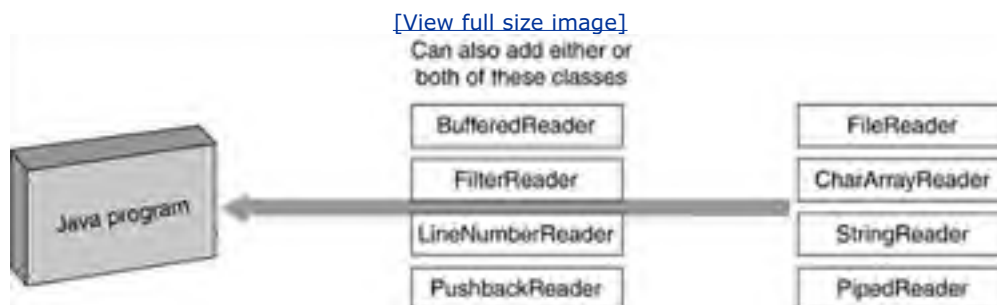 [View full size image]
Can also add either or
both of these classes
BufferedReader
FileReader
FilterReader
CharArrayReader
Java program
LineNumberReader
StringReader
PushbackReader
PipedReader